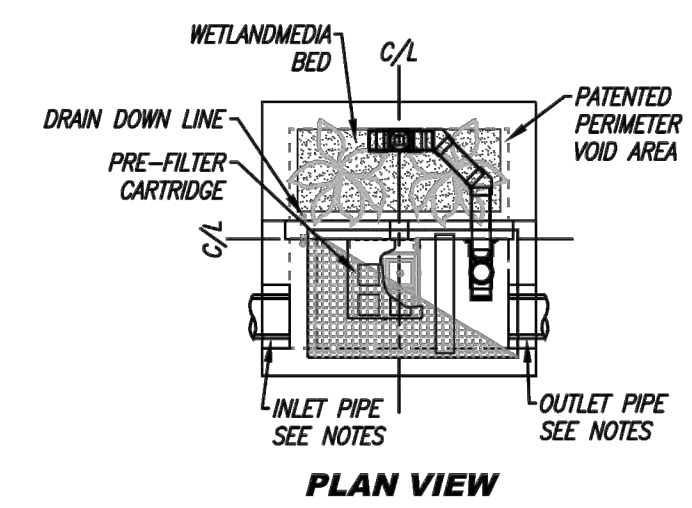 WETLANDMEDIA
BED
C/L
PATENTED
PERIMETER
VOID AREA
DRAIN DOWN LINE
PRE-FILTER
CARTRIDGE
C/L
INLET PIPE
SEE NOTES
OUTLET PIPE
SEE NOTES
PLAN VIEW